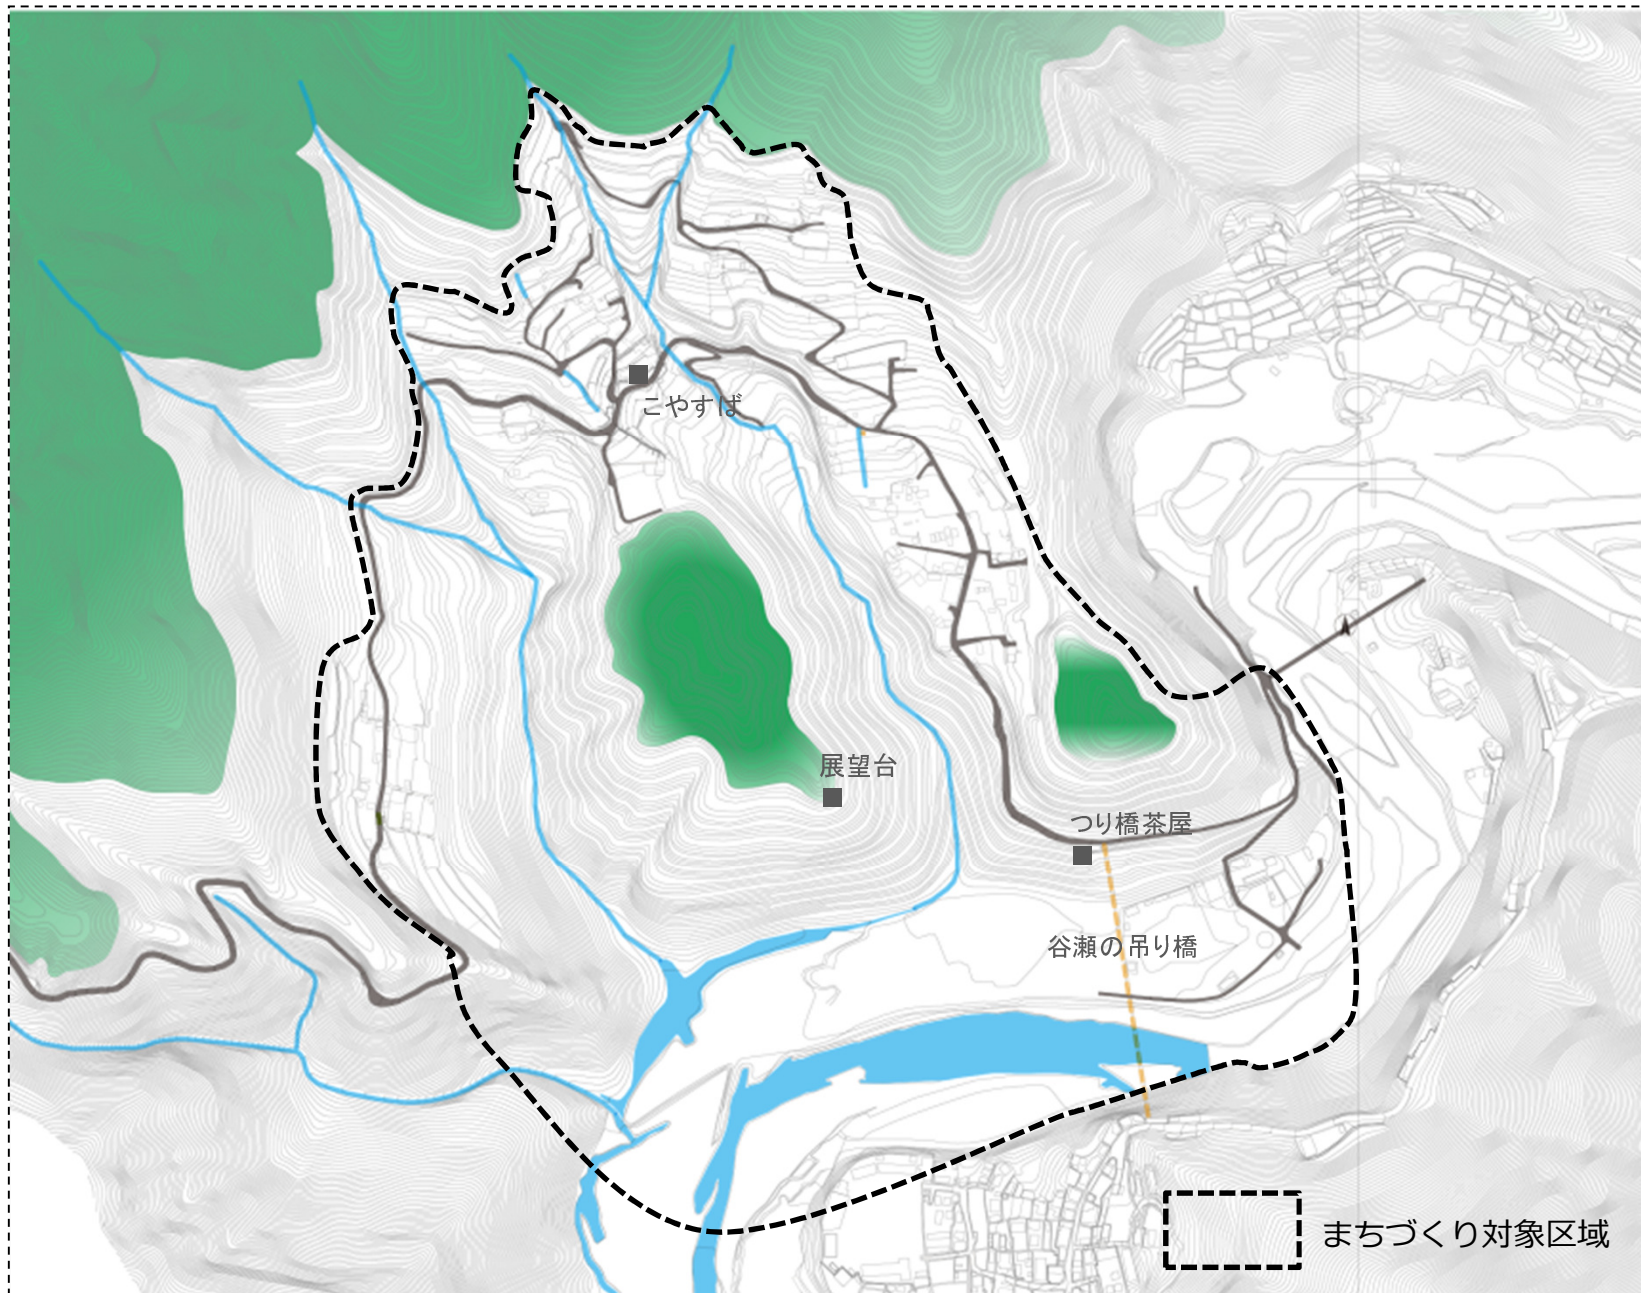 こやすば
展望台
つり橋茶屋
谷瀬の吊り橋
まちづくり対象区域